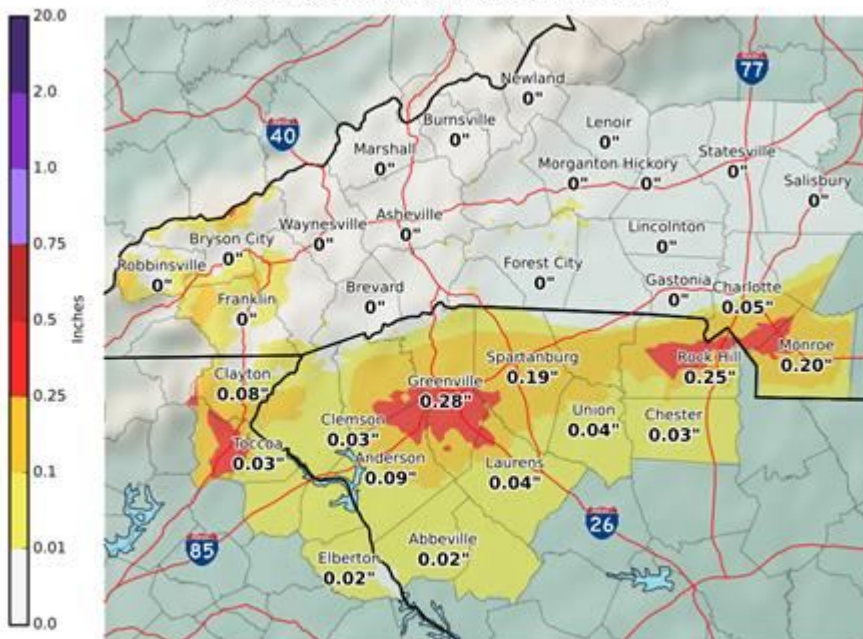 20.0
2.0
1.0
0.75
0.5
0.25
0.1
0.01
0.0
Inches
77
Newland
0"
Burnsville
0"
Lenoir
0"
40
Marshall
0"
Statesville
0"
Morganton Hickory
0" 0"
Salisbury
0"
Asheville
0"
Waynesville
0"
Lincolnton
0"
Bryson City
0"
Robbinsville
0"
Forest City
0"
Brevard
0"
Gastonia
0"
Charlotte
0.05"
Franklin
0"
Spartanburg
0.19"
Rock Hill
0.25"
Monroe
0.20"
Clayton
0.08"
Greenville
0.28"
Union
0.04"
Chester
0.03"
Clemson
0.03"
Toccoa
0.03"
Anderson
0.09"
Laurens
0.04"
26
Abbeville
0.02"
85
Elberton
0.02"